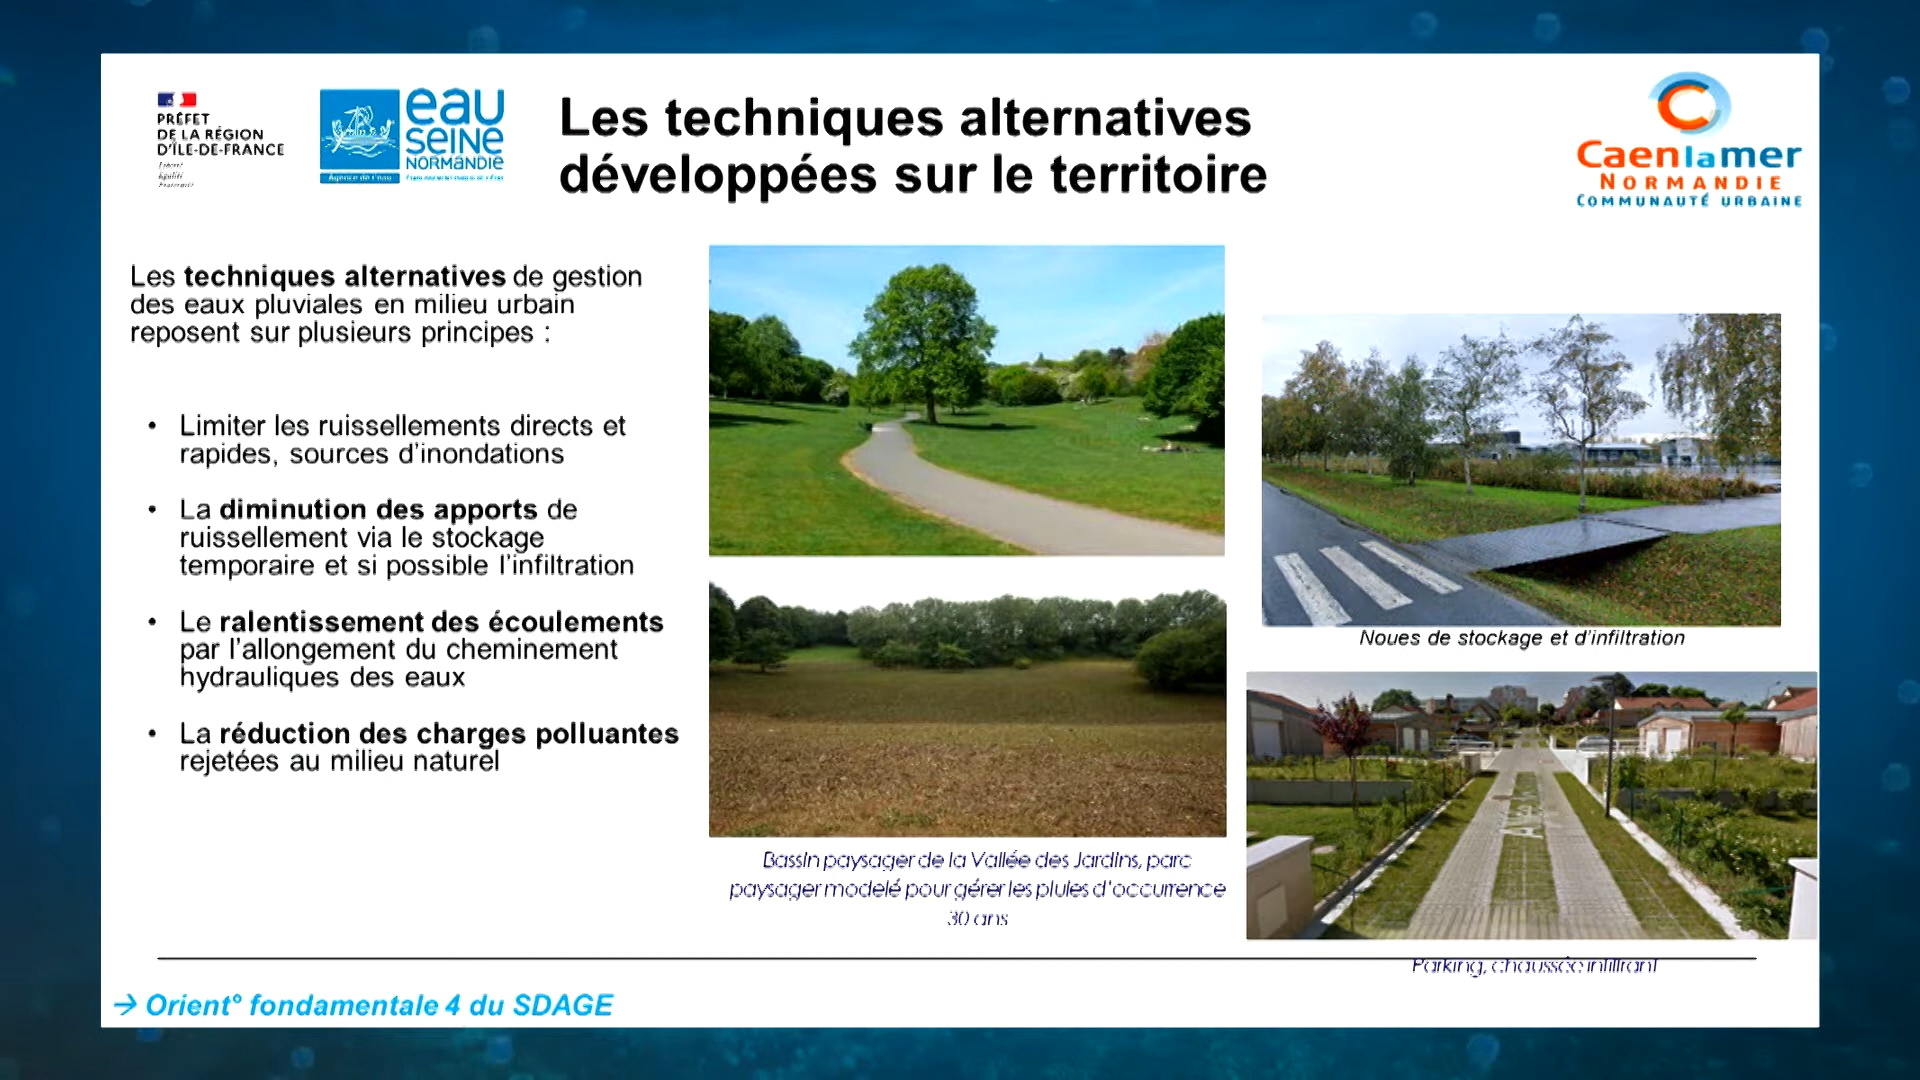 PRÉFET
DE LA RÉGION
D'ÎLE-DE-FRANCE
Liberté
Égalité
Fraternité
eau
SEINE
NORMANDIE
Agence de l'eau
Les techniques alternatives
développées sur le territoire
Caenlamer
NORMANDIE
COMMUNAUTÉ URBAINE
Les techniques alternatives de gestion
des eaux pluviales en milieu urbain
reposent sur plusieurs principes :
• Limiter les ruissellements directs et
rapides, sources d'inondations
• La diminution des apports de
ruissellement via le stockage
temporaire et si possible l'infiltration
• Le ralentissement des écoulements
par l'allongement du cheminement
hydrauliques des eaux
• La réduction des charges polluantes
rejetées au milieu naturel
Bassin paysager de la Vallée des Jardins, parc
paysager modelé pour gérer les pluies d'occurrence
30 ans
Noues de stockage et d'infiltration
Parking, chaussée infiltrant
→ Orient° fondamentale 4 du SDAGE